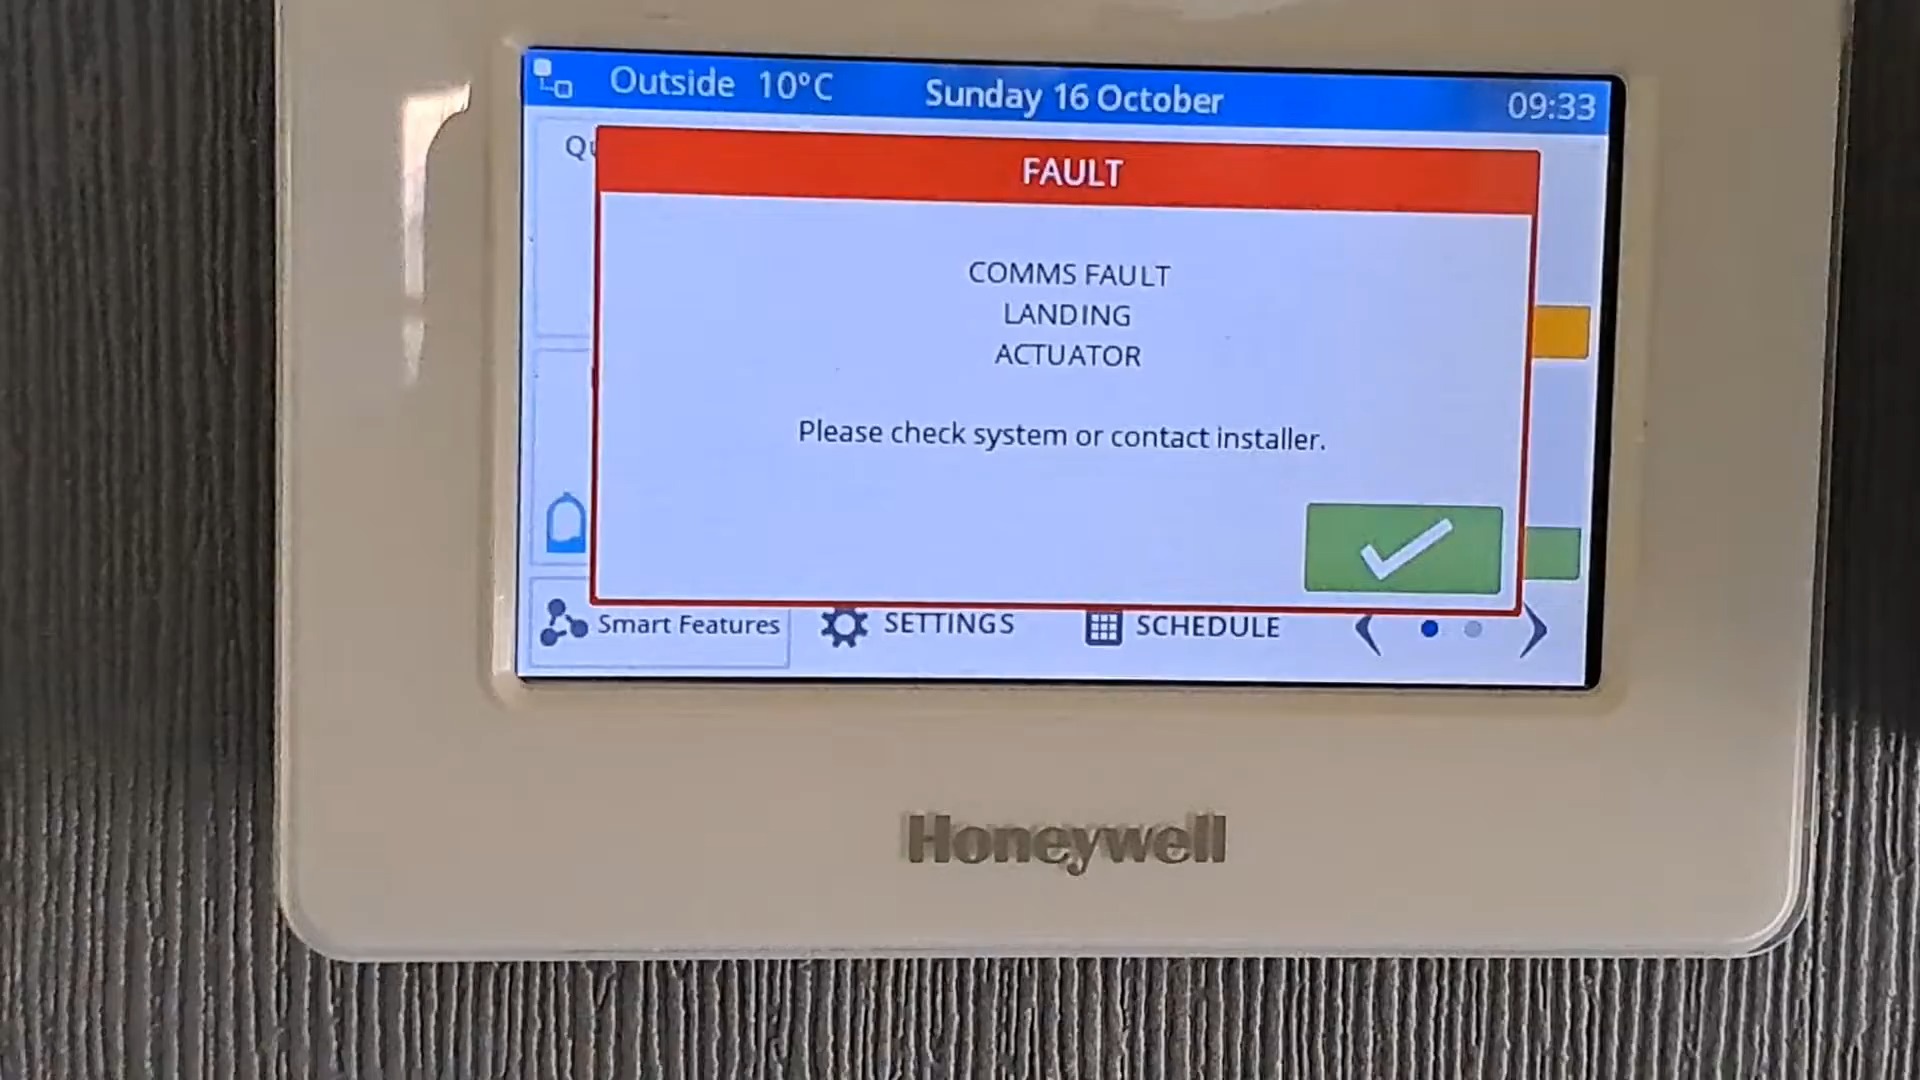 Outside 10°C Sunday 16 October 09:33
Qu
FAULT
COMMS FAULT
LANDING
ACTUATOR
Please check system or contact installer.
Smart Features SETTINGS SCHEDULE
Honeywell